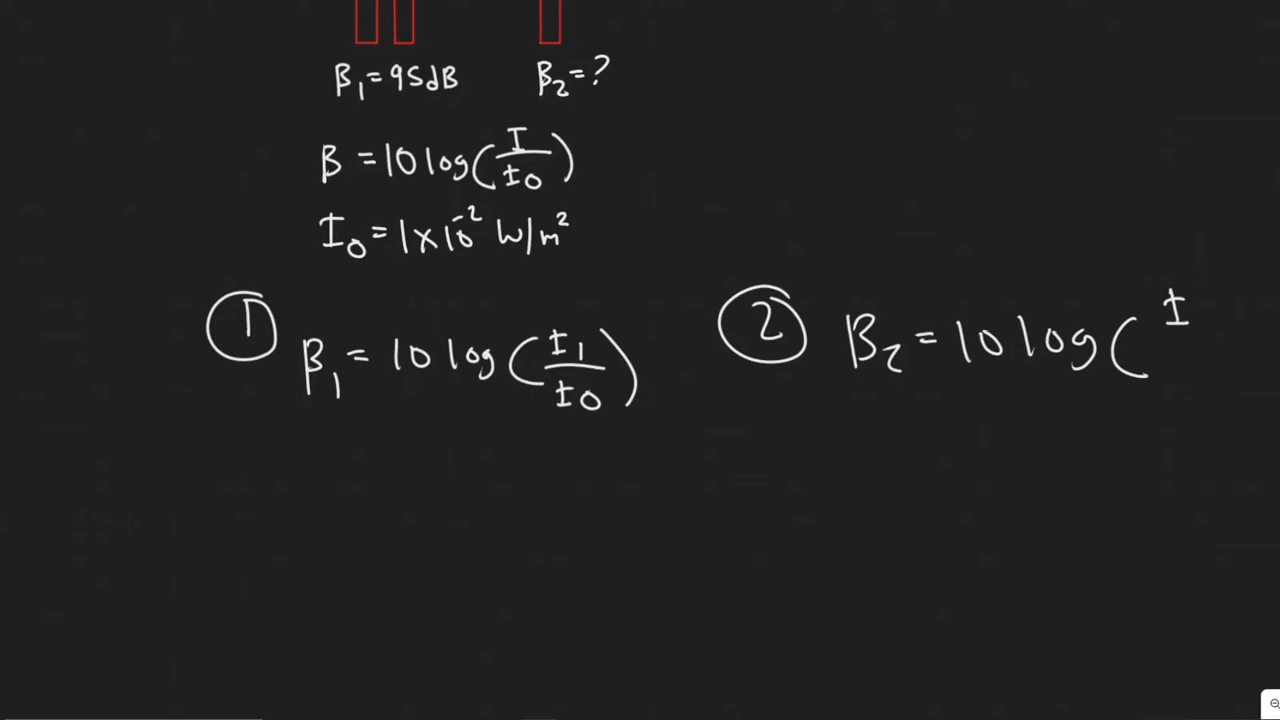 β₁ = 95dB β₂ = ?
β = 10 log(I/I₀)
I₀ = 1 x 10⁻² W/m²
① β₁ = 10 log(I₁/I₀) ② β₂ = 10 log( I